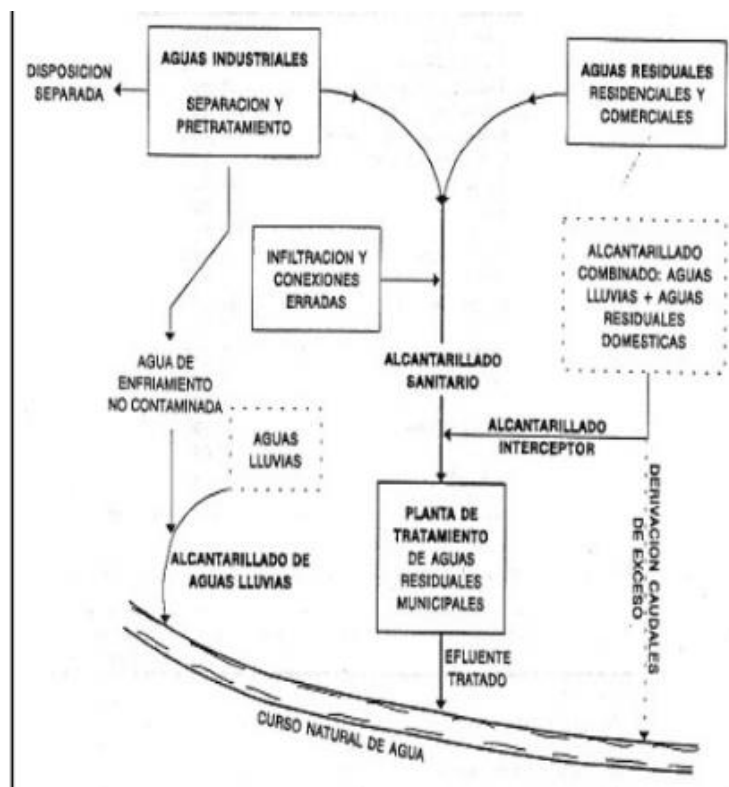 AGUAS INDUSTRIALES
SEPARACION Y
PRETRATAMIENTO
DISPOSICION
SEPARADA
AGUAS RESIDUALES
RESIDENCIALES Y
COMERCIALES
INFILTRACION Y
CONEXIONES
ERRADAS
ALCANTARILLADO
COMBINADO: AGUAS
LLUVIAS + AGUAS
RESIDUALES
DOMESTICAS
AGUA DE
ENFRIAMIENTO
NO CONTAMINADA
ALCANTARILLADO
SANITARIO
AGUAS
LLUVIAS
ALCANTARILLADO
INTERCEPTOR
PLANTA DE
TRATAMIENTO
DE AGUAS
RESIDUALES
MUNICIPALES
DERIVACION CAUDALES
DE EXCESO
ALCANTARILLADO DE
AGUAS LLUVIAS
EFLUENTE
TRATADO
CURSO NATURAL DE AGUA